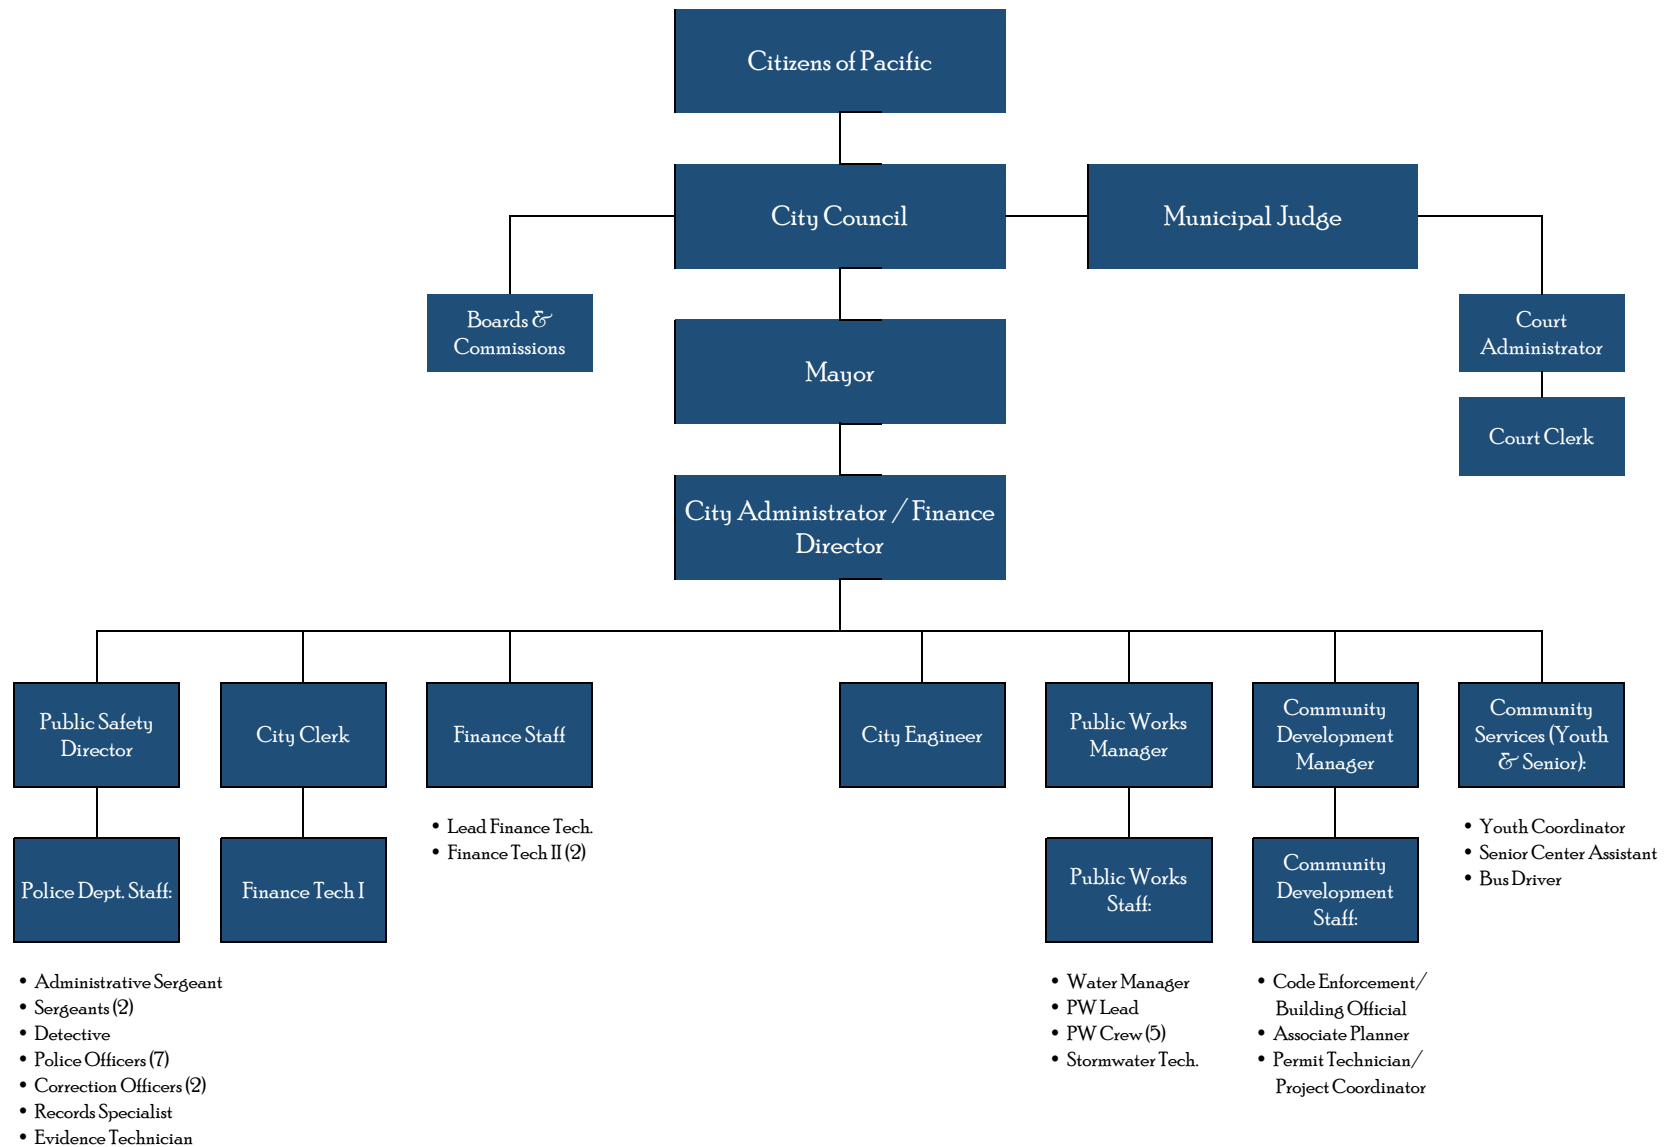 Citizens of Pacific
City Council
Municipal Judge
Boards &
Commissions
Court
Administrator
Mayor
Court Clerk
City Administrator / Finance
Director
Public Safety
Director
City Clerk
Finance Staff
City Engineer
Public Works
Manager
Community
Development
Manager
Community
Services (Youth
& Senior):
• Lead Finance Tech.
• Finance Tech II (2)
• Youth Coordinator
• Senior Center Assistant
• Bus Driver
Police Dept. Staff:
Finance Tech I
Public Works
Staff:
Community
Development
Staff:
• Administrative Sergeant
• Sergeants (2)
• Detective
• Police Officers (7)
• Correction Officers (2)
• Records Specialist
• Evidence Technician
• Water Manager
• PW Lead
• PW Crew (5)
• Stormwater Tech.
• Code Enforcement/
Building Official
• Associate Planner
• Permit Technician/
Project Coordinator